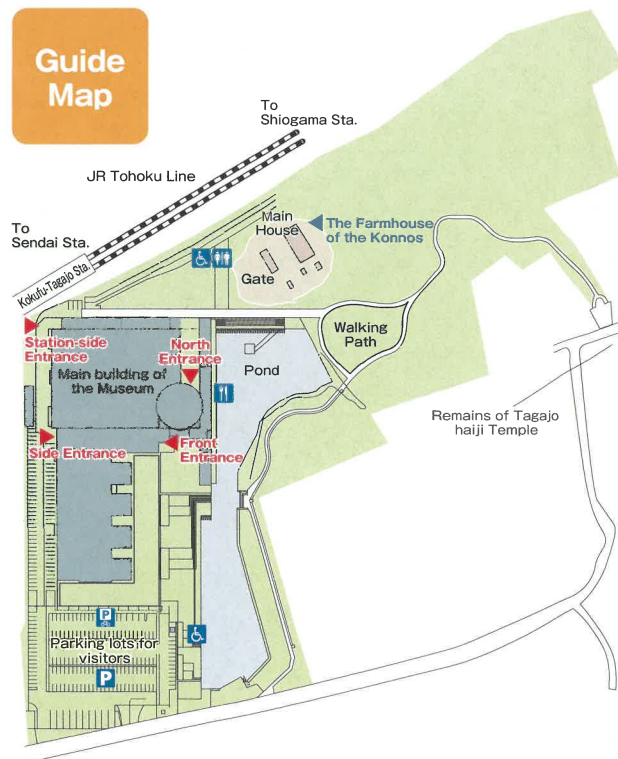 Guide
Map
To
Shiogama Sta.
JR Tohoku Line
To
Sendai Sta.
Kokufu-Tagajo Sta.
Main
House
The Farmhouse
of the Konnos
Gate
Station-side
Entrance
North
Entrance
Walking
Path
Pond
Main building of
the Museum
Remains of Tagajo
haiji Temple
Side Entrance
Front
Entrance
P
Parking lots for
visitors
P